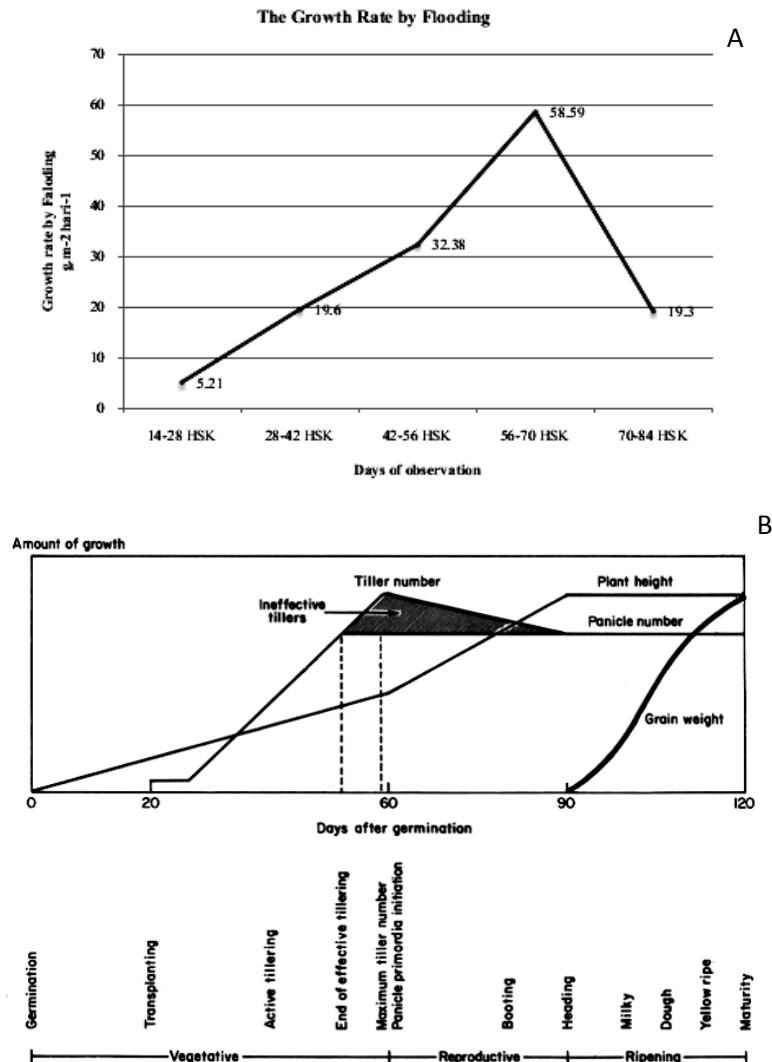 The Growth Rate by Flooding
A
70
60
50
40
30
20
10
0
Growth rate by Faloding
g.m-2 hari-1
5.21
19.6
32.38
58.59
19.3
14-28 HSK 28-42 HSK 42-56 HSK 56-70 HSK 70-84 HSK
Days of observation
B
Amount of growth
Tiller number
Plant height
Ineffective
tillers
Panicle number
Grain weight
0 20 60 90 120
Days after germination
Germination
Transplanting
Active tillering
End of effective tillering
Maximum tiller number
Panicle primordia initiation
Booting
Heading
Milky
Dough
Yellow ripe
Maturity
Vegetative Reproductive Ripening